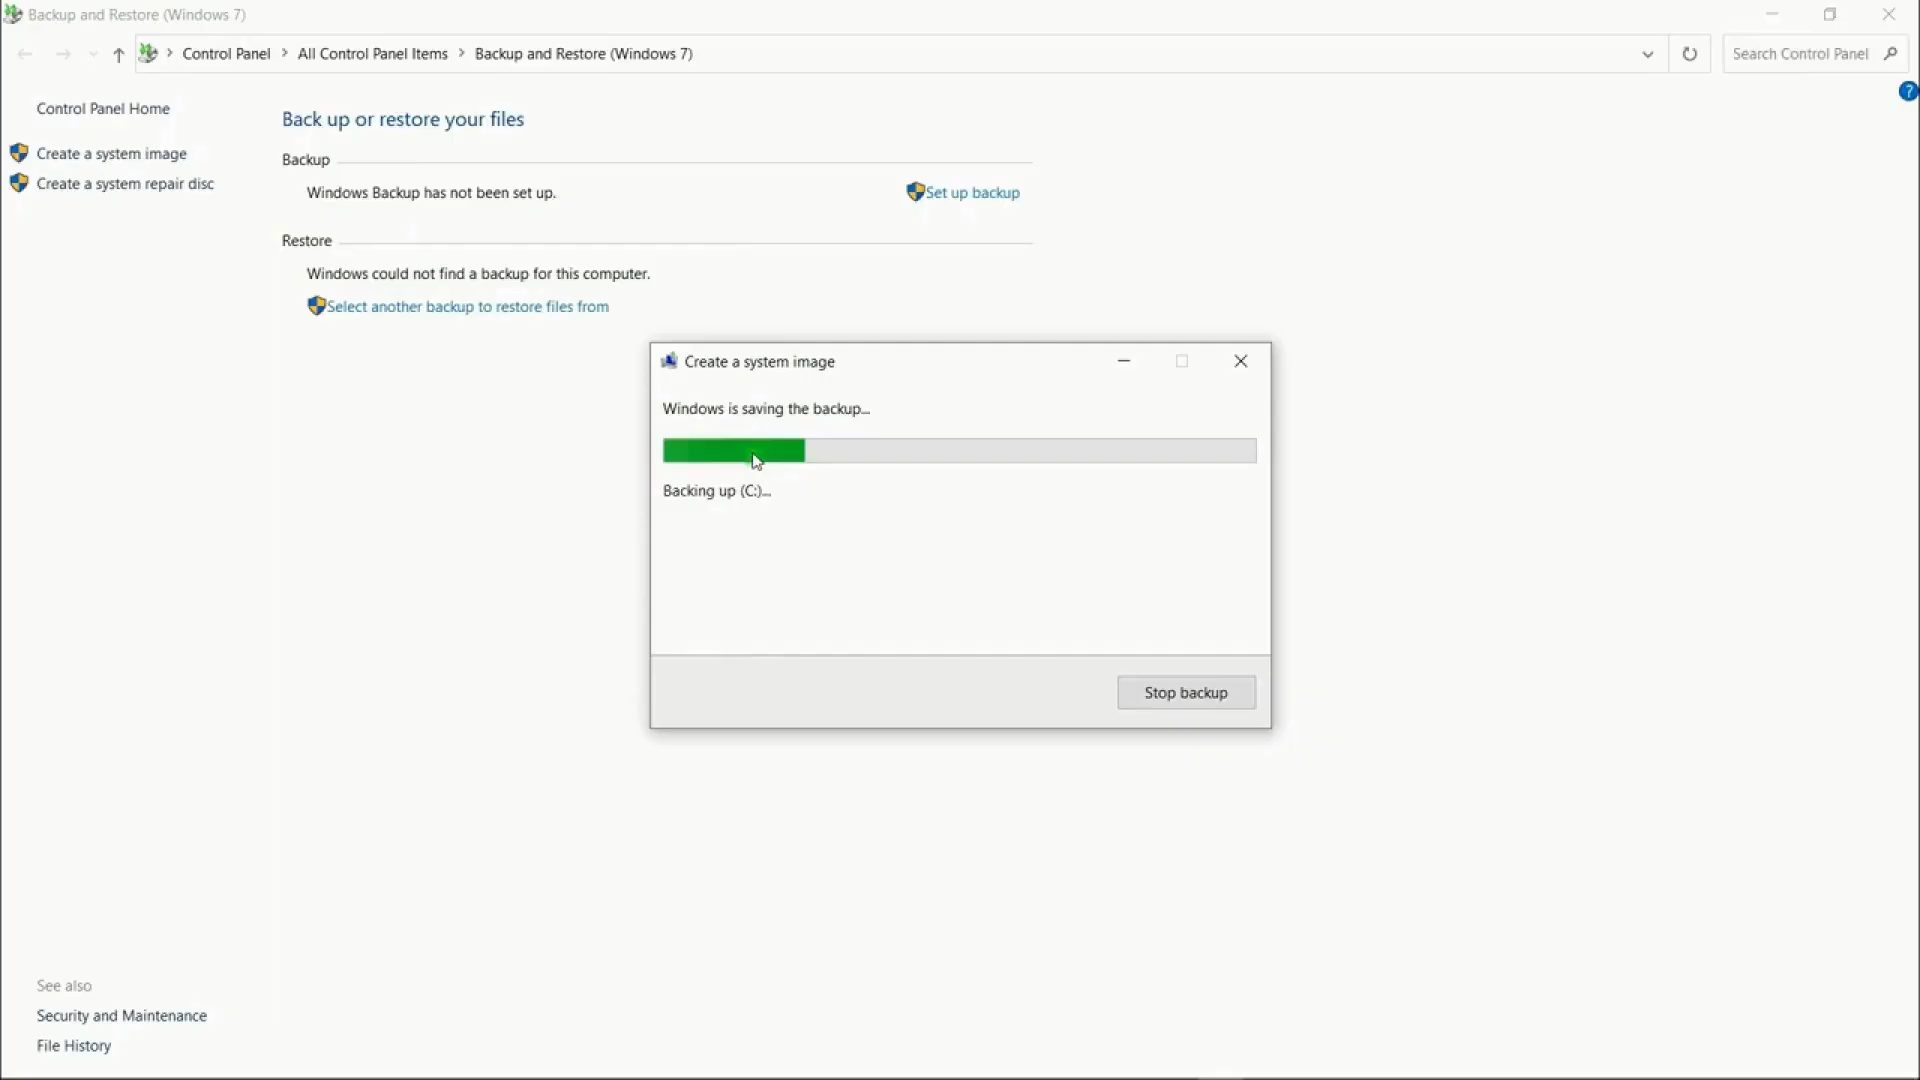 Backup and Restore (Windows 7)
Control Panel > All Control Panel Items > Backup and Restore (Windows 7)
Search Control Panel
?
Control Panel Home
Create a system image
Create a system repair disc
Back up or restore your files
Backup
Windows Backup has not been set up.
Set up backup
Restore
Windows could not find a backup for this computer.
Select another backup to restore files from
Create a system image
Windows is saving the backup...
Backing up (C:)...
Stop backup
See also
Security and Maintenance
File History